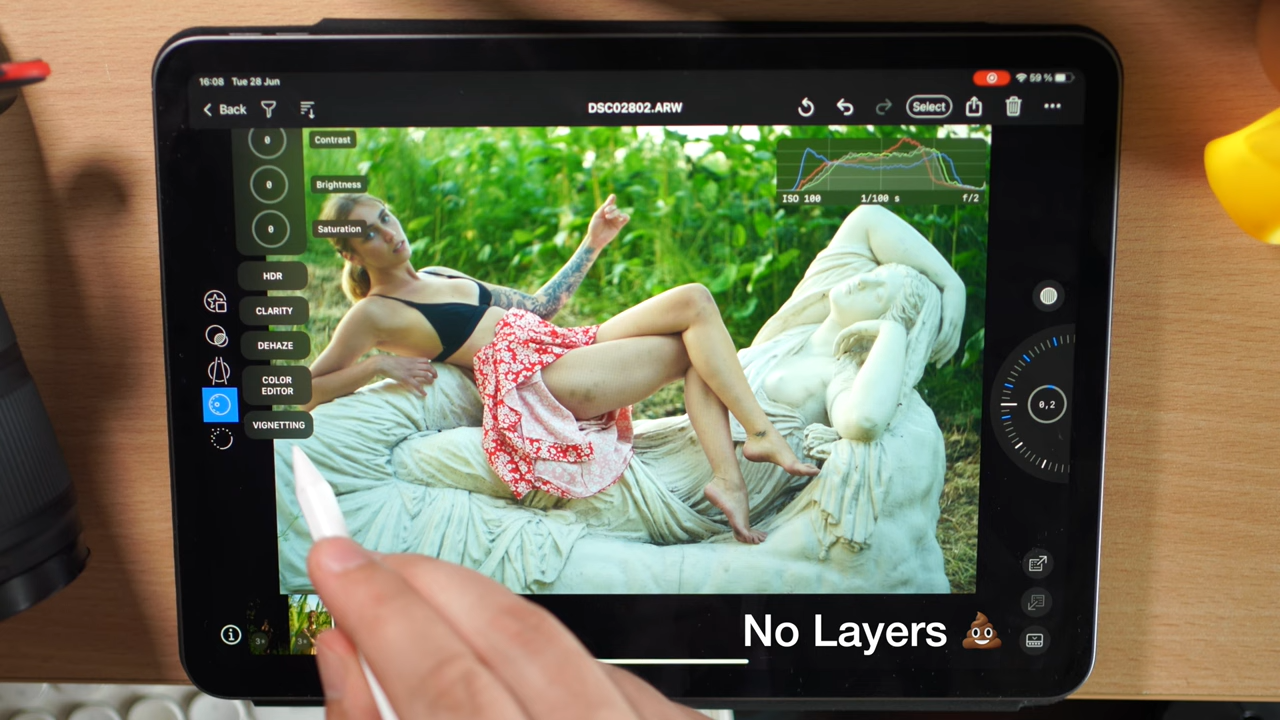 16:08 Tue 28 Jun
59 %
Back
DSC02802.ARW
Select
0 Contrast
0 Brightness
0 Saturation
ISO 100 1/100 s f/2
HDR
CLARITY
DEHAZE
COLOR
EDITOR
VIGNETTING
0,2
No Layers 💩